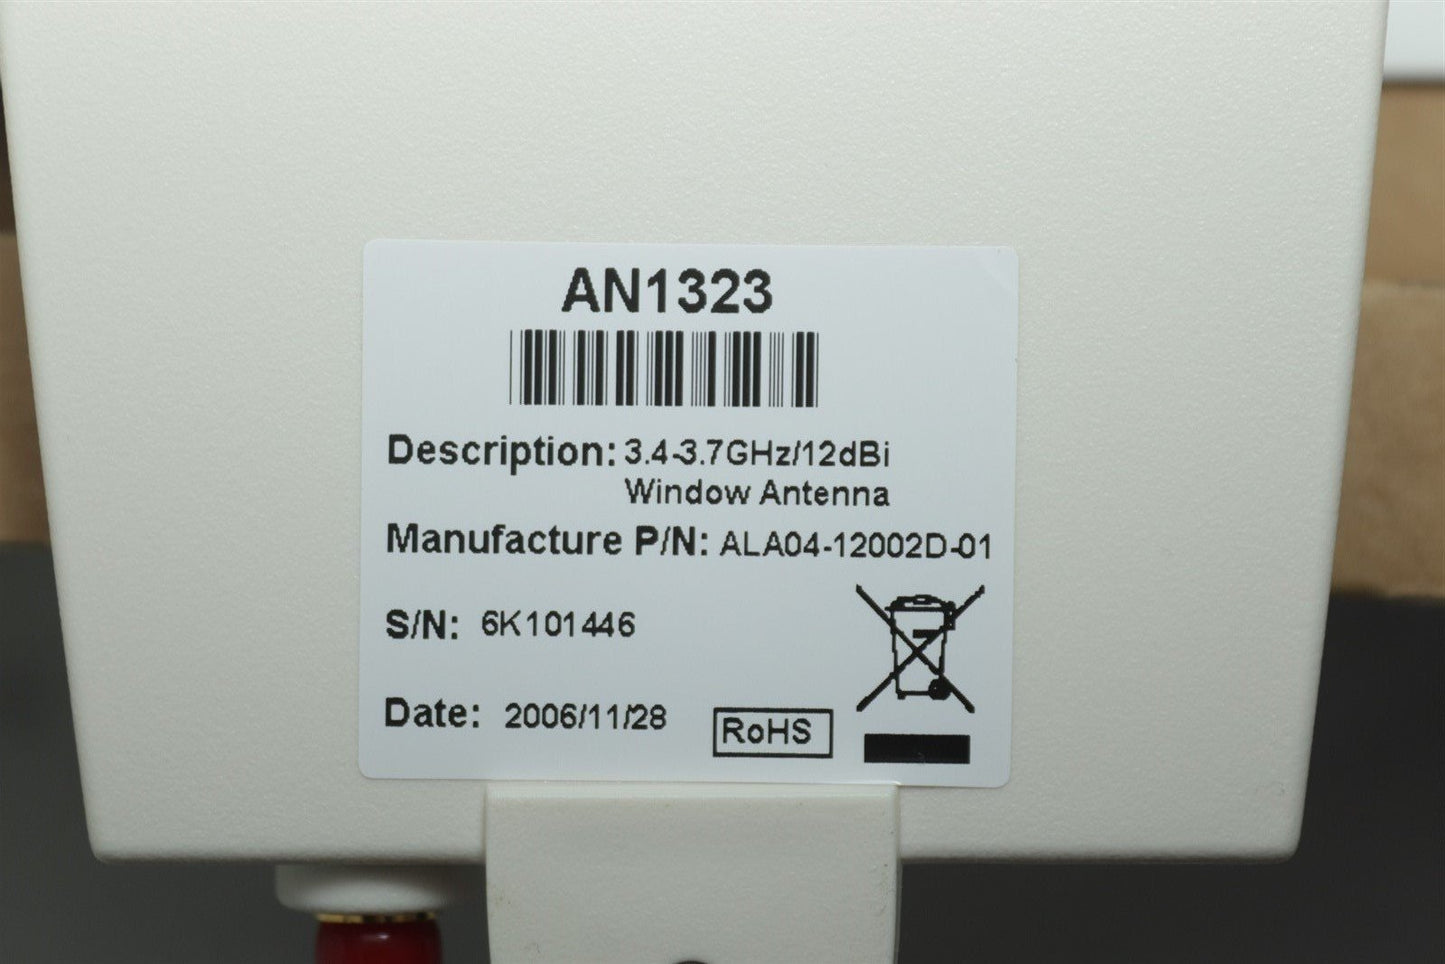 AN1323
Description: 3.4-3.7GHz/12dBi
Window Antenna
Manufacture P/N: ALA04-12002D-01
S/N: 6K101446
Date: 2006/11/28
RoHS